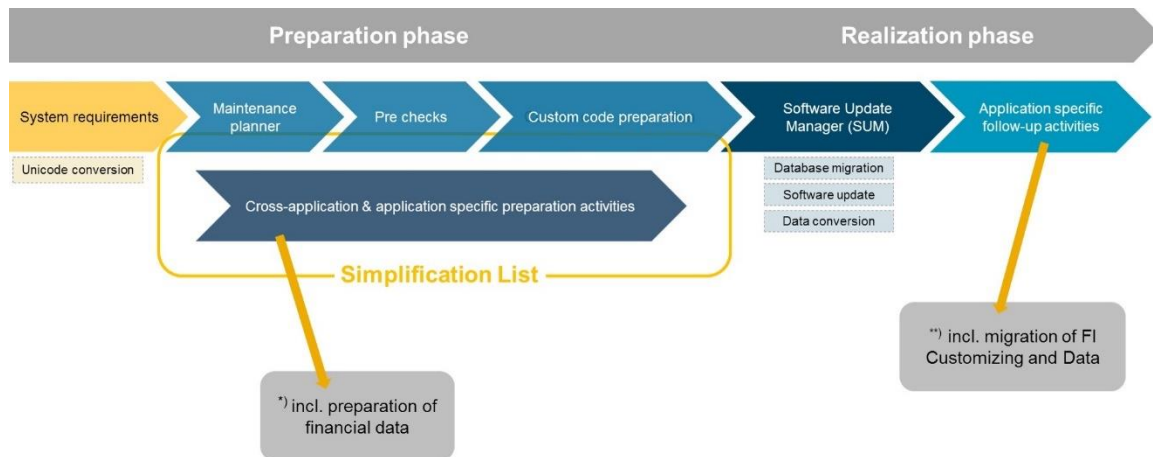 Preparation phase
Realization phase
System requirements
Maintenance
planner
Pre checks
Custom code preparation
Software Update
Manager (SUM)
Application specific
follow-up activities
Unicode conversion
Database migration
Software update
Data conversion
Cross-application & application specific preparation activities
Simplification List
*) incl. preparation of
financial data
**) incl. migration of FI
Customizing and Data